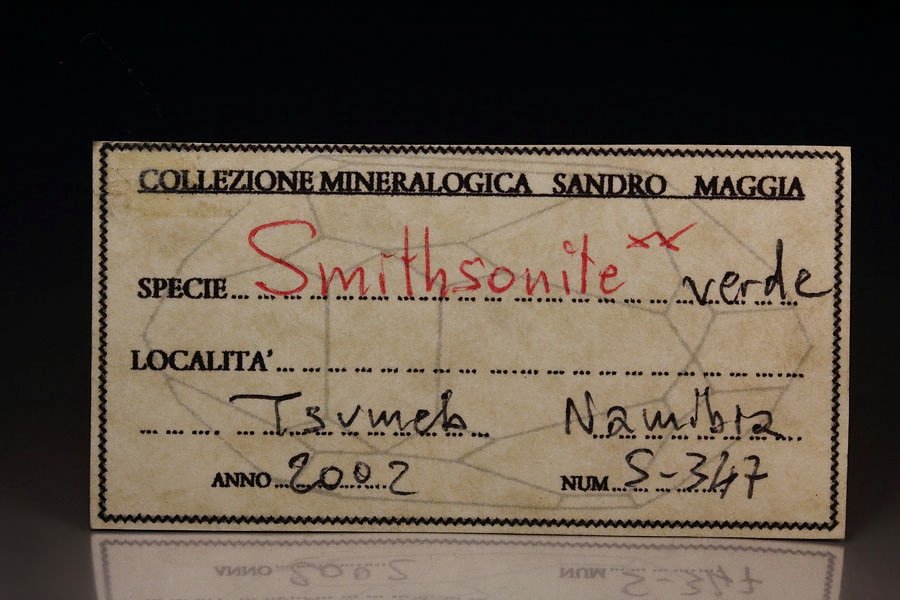 COLLEZIONE MINERALOGICA SANDRO MAGGIA
SPECIE Smithsonite xx verde
LOCALITA'
Tsumeb Namibia
ANNO 2002 NUM S-347